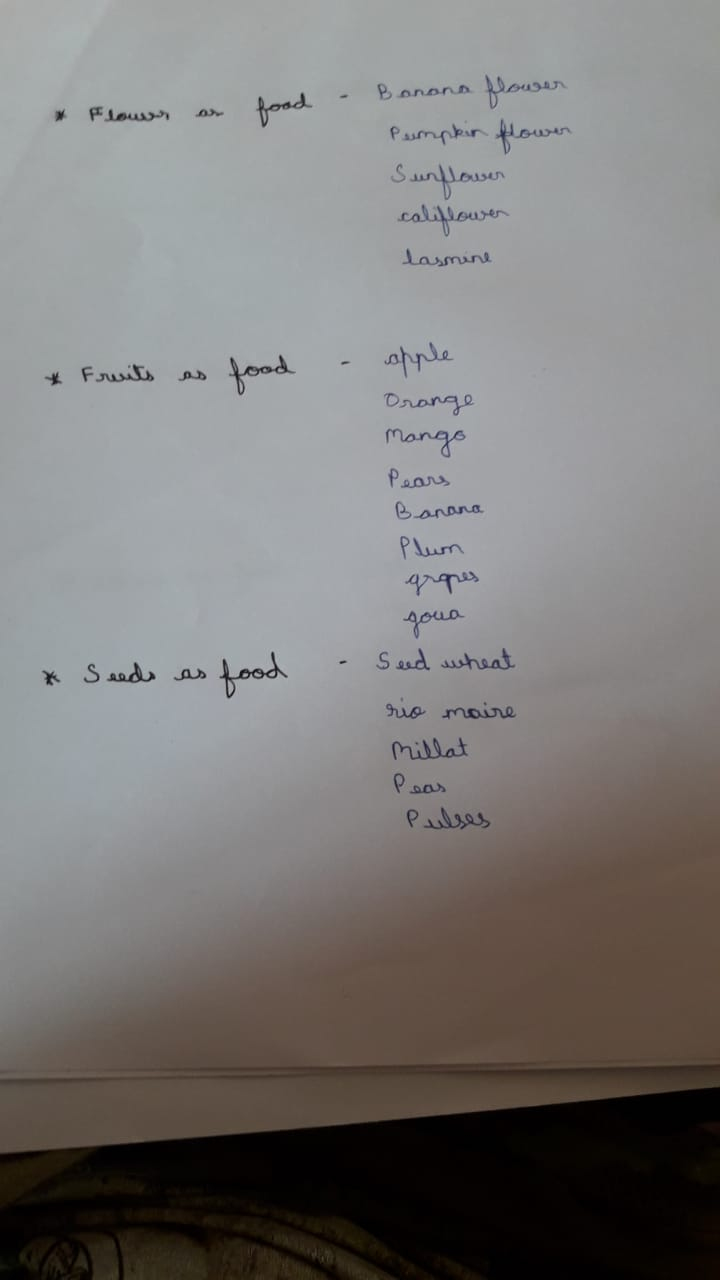 * Flower as food - Banana flower
Pumpkin flower
Sunflower
califlower
Jasmine
* Fruits as food - apple
Orange
Mango
Pears
Banana
Plum
grapes
goua
* Seeds as food - Seed wheat
rio maire
Millat
Peas
Pulses